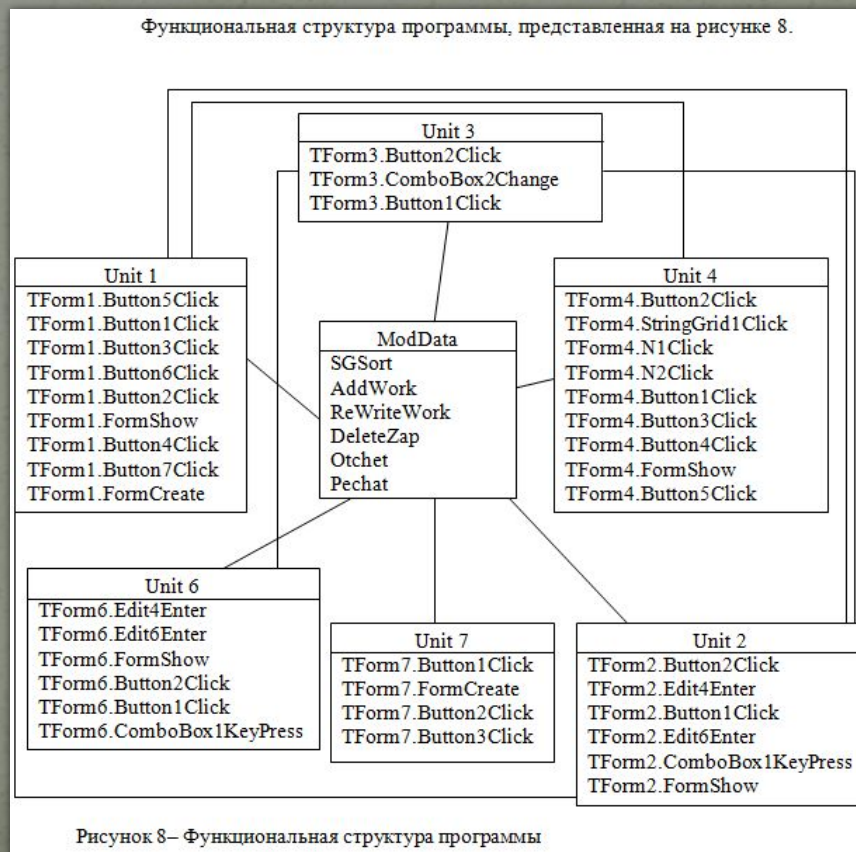 Функциональная структура программы, представленная на рисунке 8.
Unit 3
TForm3.Button2Click
TForm3.ComboBox2Change
TForm3.Button1Click
Unit 1
TForm1.Button5Click
TForm1.Button1Click
TForm1.Button3Click
TForm1.Button6Click
TForm1.Button2Click
TForm1.FormShow
TForm1.Button4Click
TForm1.Button7Click
TForm1.FormCreate
ModData
SGSort
AddWork
ReWriteWork
DeleteZap
Otchet
Pechat
Unit 4
TForm4.Button2Click
TForm4.StringGrid1Click
TForm4.N1Click
TForm4.N2Click
TForm4.Button1Click
TForm4.Button3Click
TForm4.Button4Click
TForm4.FormShow
TForm4.Button5Click
Unit 6
TForm6.Edit4Enter
TForm6.Edit6Enter
TForm6.FormShow
TForm6.Button2Click
TForm6.Button1Click
TForm6.ComboBox1KeyPress
Unit 7
TForm7.Button1Click
TForm7.FormCreate
TForm7.Button2Click
TForm7.Button3Click
Unit 2
TForm2.Button2Click
TForm2.Edit4Enter
TForm2.Button1Click
TForm2.Edit6Enter
TForm2.ComboBox1KeyPress
TForm2.FormShow
Рисунок 8– Функциональная структура программы